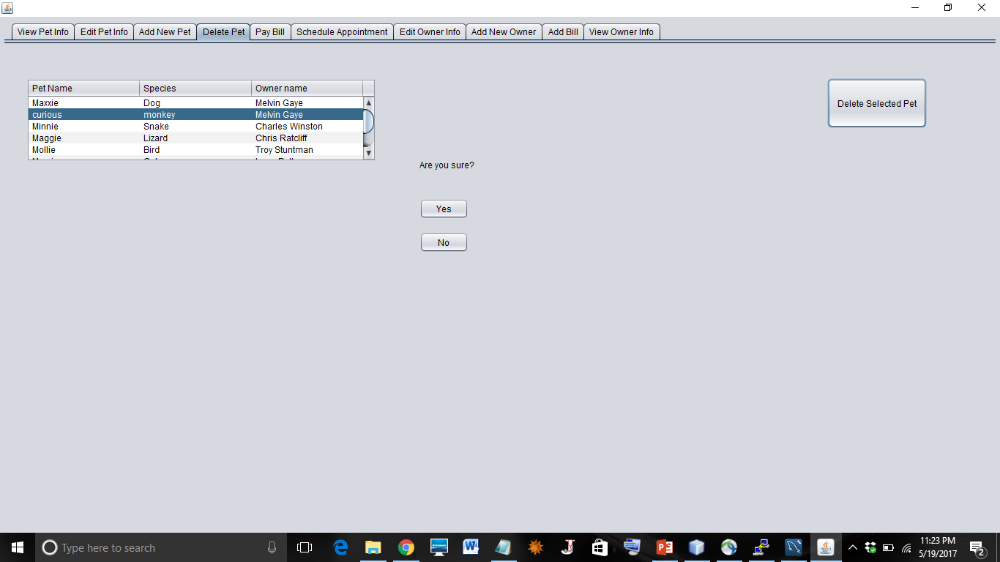 View Pet Info Edit Pet Info Add New Pet Delete Pet Pay Bill Schedule Appointment Edit Owner Info Add New Owner Add Bill View Owner Info
Pet Name Species Owner name
Maxxie Dog Melvin Gaye
curious monkey Melvin Gaye
Minnie Snake Charles Winston
Maggie Lizard Chris Ratcliff
Mollie Bird Troy Stuntman
Delete Selected Pet
Are you sure?
Yes
No
Type here to search
11:23 PM
5/19/2017
2